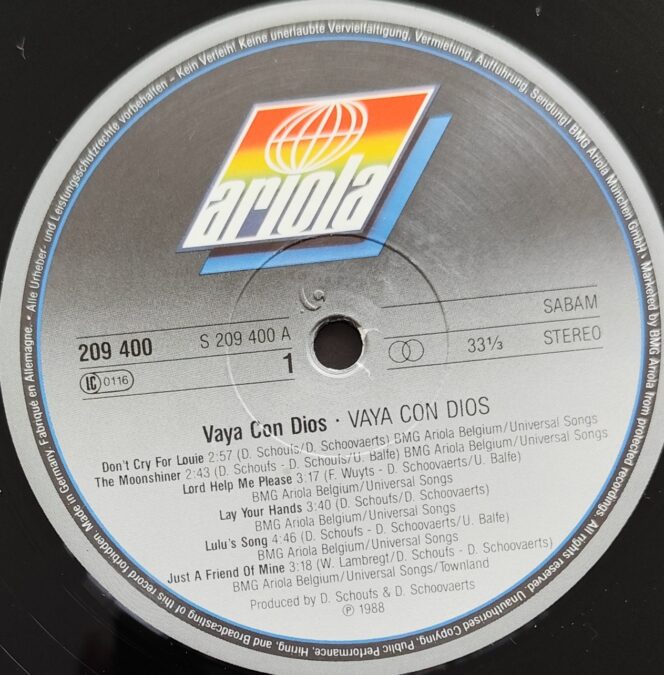 Alle Urheber- und Leistungsschutzrechte vorbehalten – Kein Verleih! Keine unerlaubte Vervielfältigung, Vermietung, Aufführung, Sendung! BMG Ariola München GmbH • Marketed by BMG Ariola
from protected recordings. All rights reserved. Unauthorised Copying, Public Performance, Hiring, and Broadcasting of this record forbidden. Made in Germany. Fabriqué en Allemagne. •
ariola
209 400
S 209 400 A
SABAM
LC 0116
1
33⅓
STEREO
Vaya Con Dios · VAYA CON DIOS
Don't Cry For Louie 2:57 (D. Schoufs/D. Schoovaerts) BMG Ariola Belgium/Universal Songs
The Moonshiner 2:43 (D. Schoufs - D. Schoufs/U. Balfe) BMG Ariola Belgium/Universal Songs
Lord Help Me Please 3:17 (F. Wuyts - D. Schoovaerts/U. Balfe)
BMG Ariola Belgium/Universal Songs
Lay Your Hands 3:40 (D. Schoufs/D. Schoovaerts)
BMG Ariola Belgium/Universal Songs
Lulu's Song 4:46 (D. Schoufs - D. Schoovaerts/U. Balfe)
BMG Ariola Belgium/Universal Songs
Just A Friend Of Mine 3:18 (W. Lambregt/D. Schoufs - D. Schoovaerts)
BMG Ariola Belgium/Universal Songs/Townland
Produced by D. Schoufs & D. Schoovaerts
℗ 1988